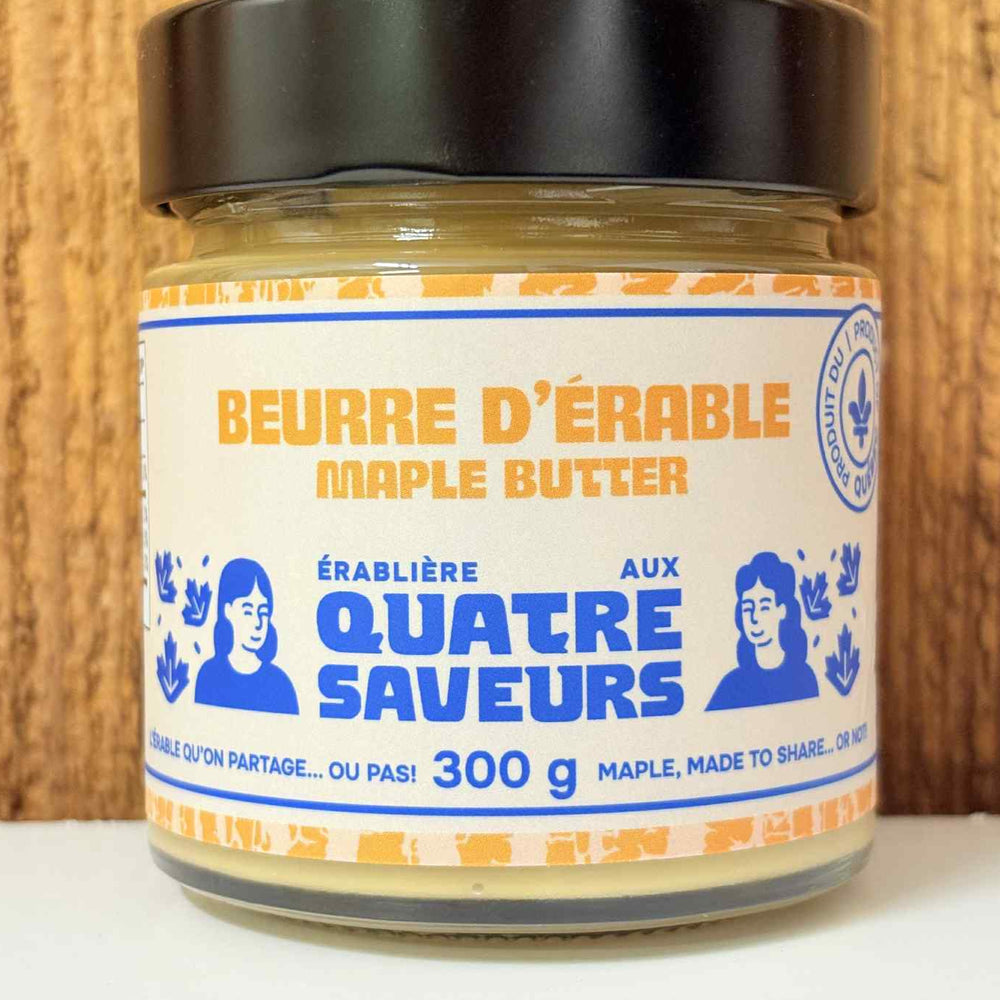 BEURRE D'ÉRABLE
MAPLE BUTTER
PRODUIT DU |
ÉRABLIÈRE AUX
QUATRE
SAVEURS
L'ÉRABLE QU'ON PARTAGE... OU PAS! 300 g MAPLE, MADE TO SHARE... OR NOT!